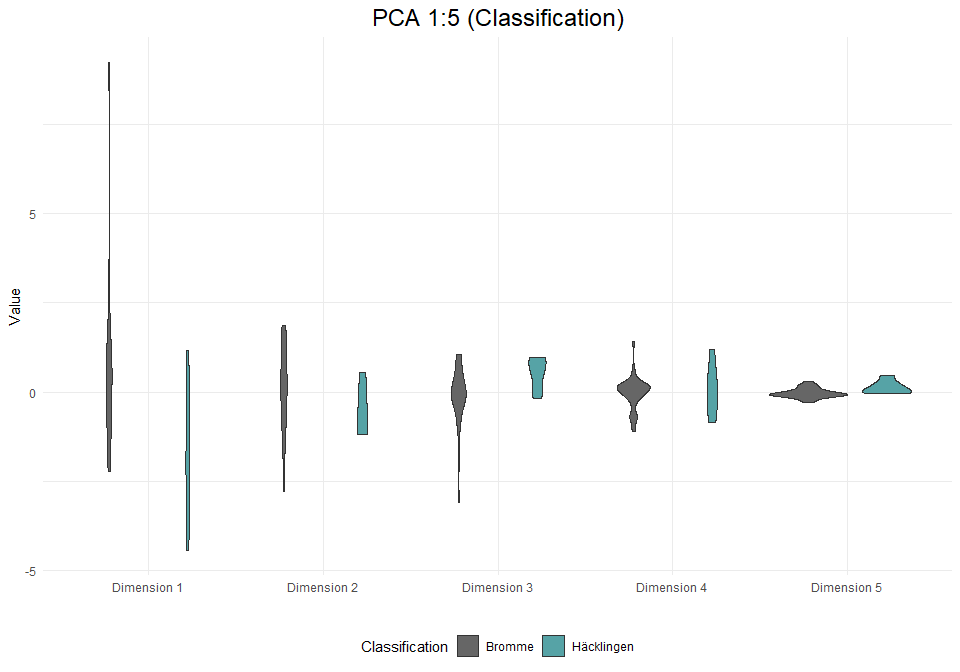 PCA 1:5 (Classification)
Value
5
0
-5
Dimension 1 Dimension 2 Dimension 3 Dimension 4 Dimension 5
Classification Bromme Häcklingen